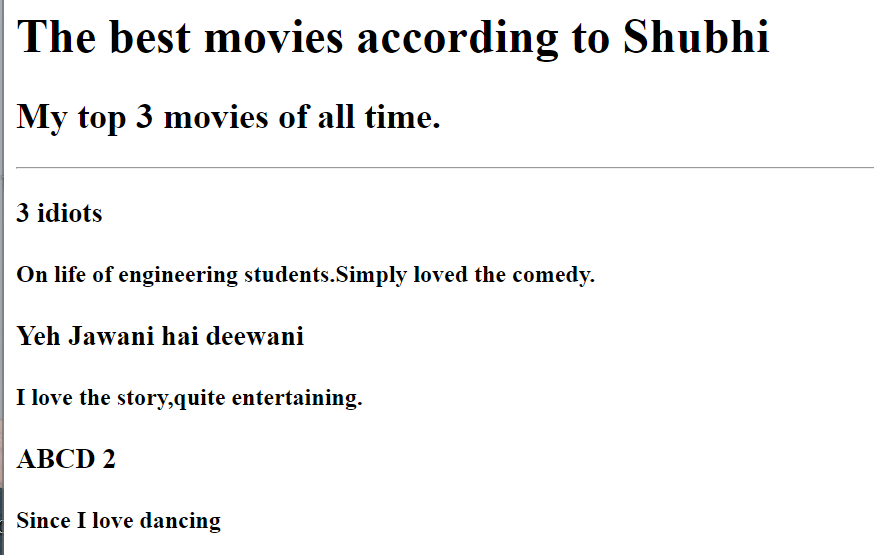 The best movies according to Shubhi
My top 3 movies of all time.
3 idiots
On life of engineering students.Simply loved the comedy.
Yeh Jawani hai deewani
I love the story,quite entertaining.
ABCD 2
Since I love dancing